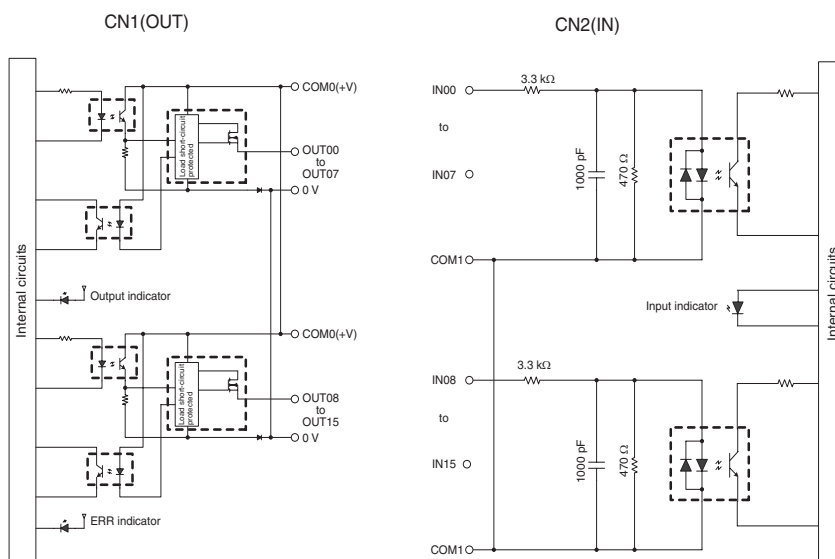 CN1(OUT)
Internal circuits
COM0(+V)
Load short-circuit
protected
OUT00
to
OUT07
0 V
Output indicator
COM0(+V)
Load short-circuit
protected
OUT08
to
OUT15
0 V
ERR indicator
CN2(IN)
IN00
3.3 kΩ
to
IN07
1000 pF
470 Ω
COM1
Input indicator
Internal circuits
IN08
3.3 kΩ
to
IN15
1000 pF
470 Ω
COM1